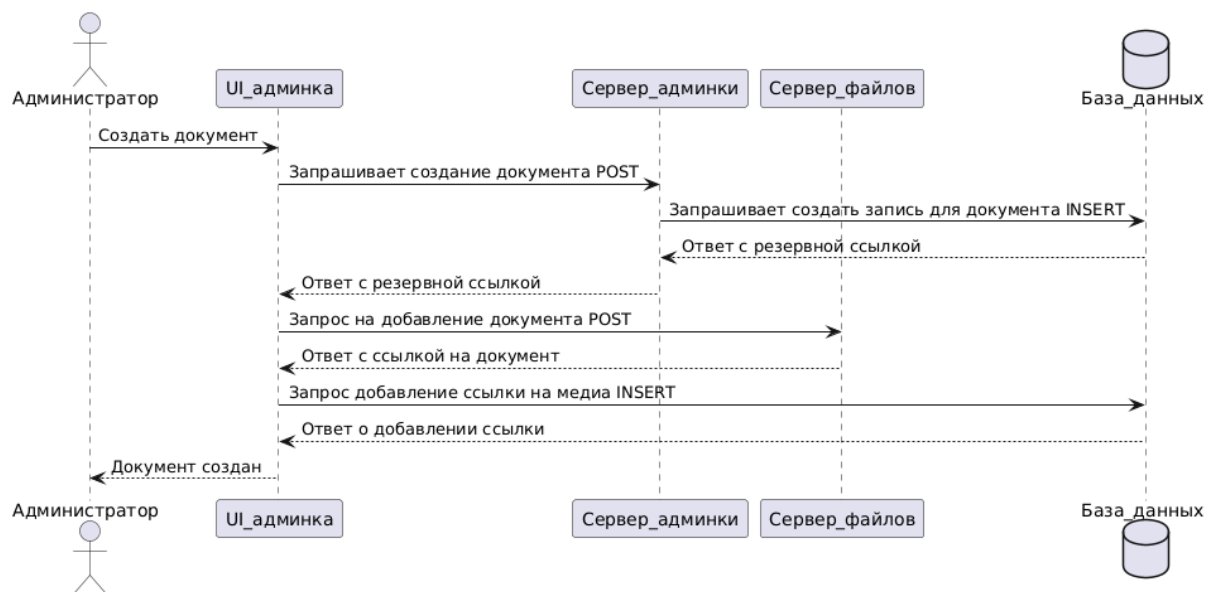 Администратор
UI_админка
Сервер_админки
Сервер_файлов
База_данных
Создать документ
Запрашивает создание документа POST
Запрашивает создать запись для документа INSERT
Ответ с резервной ссылкой
Ответ с резервной ссылкой
Запрос на добавление документа POST
Ответ с ссылкой на документ
Запрос добавление ссылки на медиа INSERT
Ответ о добавлении ссылки
Документ создан
Администратор
UI_админка
Сервер_админки
Сервер_файлов
База_данных